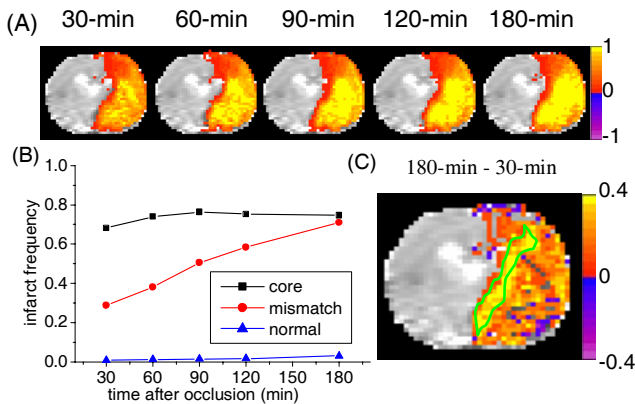 (A) 30-min 60-min 90-min 120-min 180-min
1
0
-1
(B)
1.0
0.8
0.6
0.4
0.2
0.0
infarct frequency
core
mismatch
normal
30 60 90 120 150 180
time after occlusion (min)
(C)
180-min - 30-min
0.4
0
-0.4